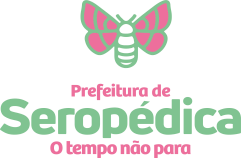 Prefeitura de
Seropédica
O tempo não para